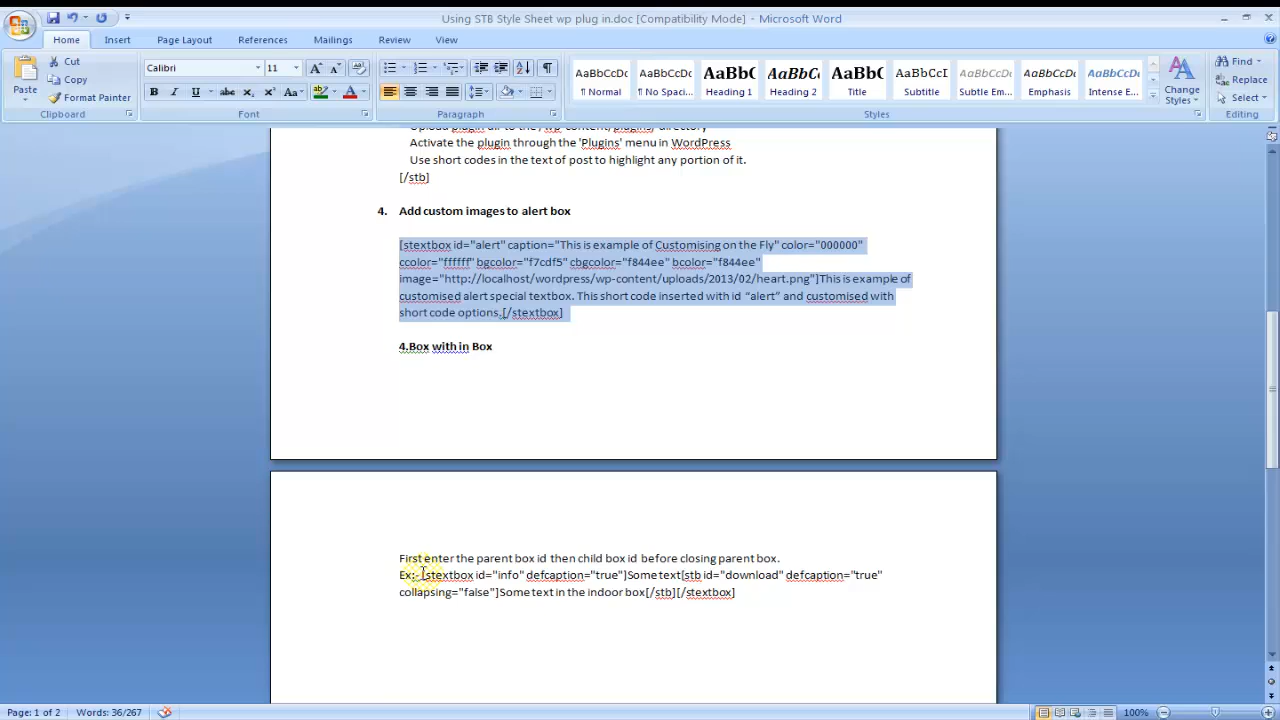 Using STB Style Sheet wp plug in.doc [Compatibility Mode] - Microsoft Word
Home Insert Page Layout References Mailings Review View
Paste
Cut
Copy
Format Painter
Clipboard
Calibri 11
Font
Paragraph
AaBbCcDc AaBbCcDc AaBbC AaBbCc AaBbC AaBbCcI AaBbCcDc AaBbCcDc AaBbCcDc
¶ Normal ¶ No Spaci... Heading 1 Heading 2 Title Subtitle Subtle Em... Emphasis Intense E...
Change Styles
Styles
Find
Replace
Select
Editing
Upload plugin dir to the /wp-content/plugins/ directory
Activate the plugin through the 'Plugins' menu in WordPress
Use short codes in the text of post to highlight any portion of it.
[/stb]
4. Add custom images to alert box
[stextbox id="alert" caption="This is example of Customising on the Fly" color="000000"
ccolor="ffffff" bgcolor="f7cdf5" cbgcolor="f844ee" bcolor="f844ee"
image="http://localhost/wordpress/wp-content/uploads/2013/02/heart.png"]This is example of
customised alert special textbox. This short code inserted with id “alert” and customised with
short code options.[/stextbox]
4.Box with in Box
First enter the parent box id then child box id before closing parent box.
Ex:- [stextbox id="info" defcaption="true"]Some text[stb id="download" defcaption="true"
collapsing="false"]Some text in the indoor box[/stb][/stextbox]
Page: 1 of 2 Words: 36/267 100%